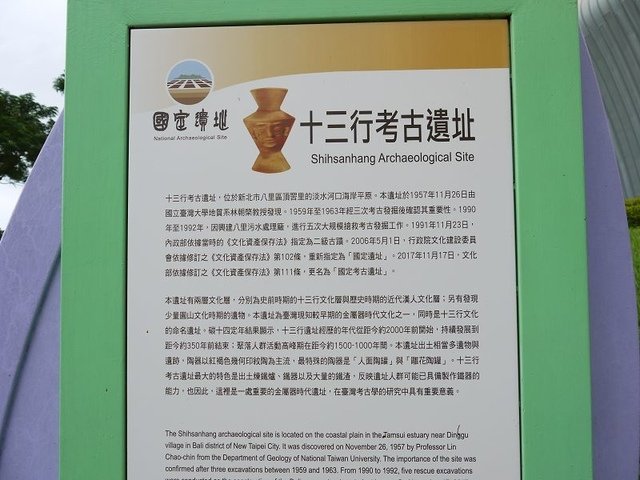 國定遺址
National Archaeological Site
十三行考古遺址
Shihsanhang Archaeological Site
十三行考古遺址，位於新北市八里區頂罟里的淡水河口海岸平原。本遺址於1957年11月26日由
國立臺灣大學地質系林朝棨教授發現。1959年至1963年經三次考古發掘後確認其重要性。1990
年至1992年，因興建八里污水處理廠，進行五次大規模搶救考古發掘工作。1991年11月23日，
內政部依據當時的《文化資產保存法》指定為二級古蹟。2006年5月1日，行政院文化建設委員
會依據修訂之《文化資產保存法》第102條，重新指定為「國定遺址」。2017年11月17日，文化
部依據修訂之《文化資產保存法》第111條，更名為「國定考古遺址」。
本遺址有兩層文化層，分別為史前時期的十三行文化層與歷史時期的近代漢人文化層；另有發現
少量圓山文化時期的遺物。本遺址為臺灣現知較早期的金屬器時代文化之一，同時是十三行文化
的命名遺址。碳十四定年結果顯示，十三行遺址經歷的年代從距今約2000年前開始，持續發展到
距今約350年前結束；聚落人群活動高峰期在距今約1500-1000年間。本遺址出土相當多遺物與
遺跡，陶器以紅褐色幾何印紋陶為主流，最特殊的陶器是「人面陶罐」與「雕花陶罐」。十三行
考古遺址最大的特色是出土煉鐵爐、鐵器以及大量的鐵渣，反映遺址人群可能已具備製作鐵器的
能力，也因此，這裡是一處重要的金屬器時代遺址，在臺灣考古學的研究中具有重要意義。
The Shihsanhang archaeological site is located on the coastal plain in the Tamsui estuary near Dinggu
village in Bali district of New Taipei City. It was discovered on November 26, 1957 by Professor Lin
Chao-chin from the Department of Geology of National Taiwan University. The importance of the site was
confirmed after three excavations between 1959 and 1963. From 1990 to 1992, five rescue excavations